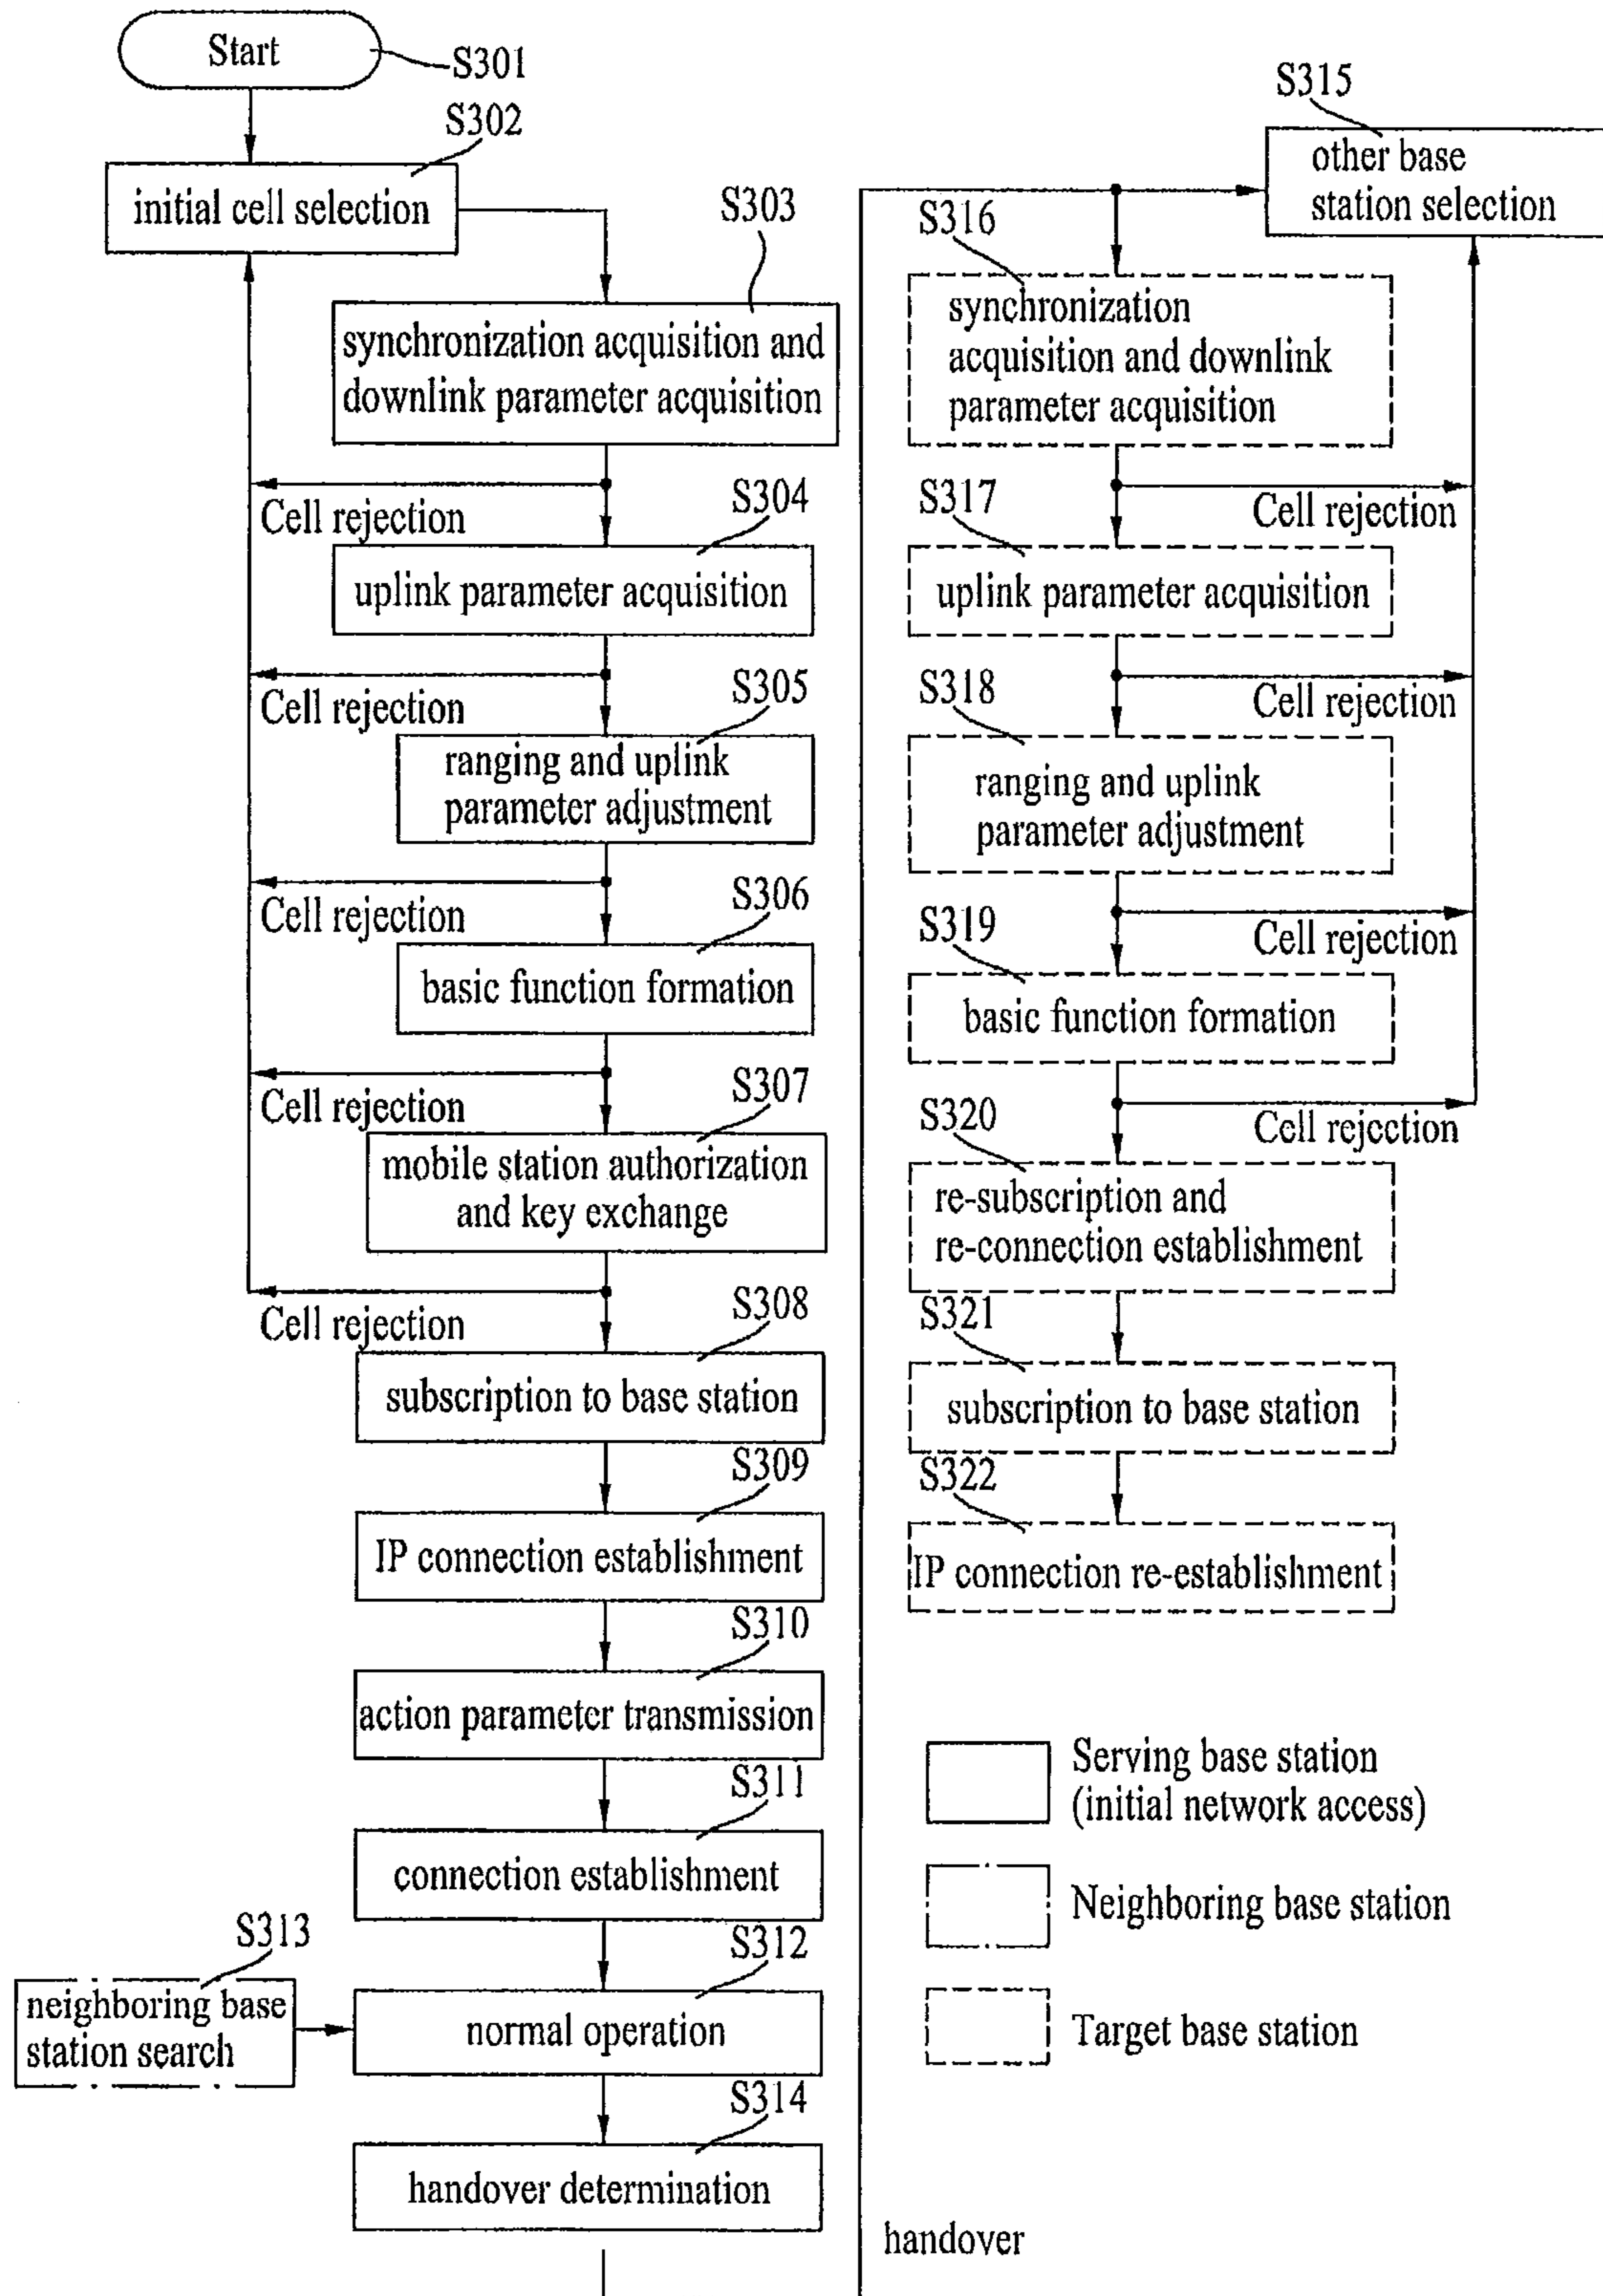 Start
S301
S302
initial cell selection
S303
synchronization acquisition and
downlink parameter acquisition
Cell rejection
S304
uplink parameter acquisition
Cell rejection
S305
ranging and uplink
parameter adjustment
Cell rejection
S306
basic function formation
Cell rejection
S307
mobile station authorization
and key exchange
Cell rejection
S308
subscription to base station
S309
IP connection establishment
S310
action parameter transmission
S311
connection establishment
S313
neighboring base
station search
S312
normal operation
S314
handover determination
handover
S315
other base
station selection
S316
synchronization
acquisition and downlink
parameter acquisition
Cell rejection
S317
uplink parameter acquisition
Cell rejection
S318
ranging and uplink
parameter adjustment
Cell rejection
S319
basic function formation
Cell rejection
S320
re-subscription and
re-connection establishment
S321
subscription to base station
S322
IP connection re-establishment
Serving base station
(initial network access)
Neighboring base station
Target base station